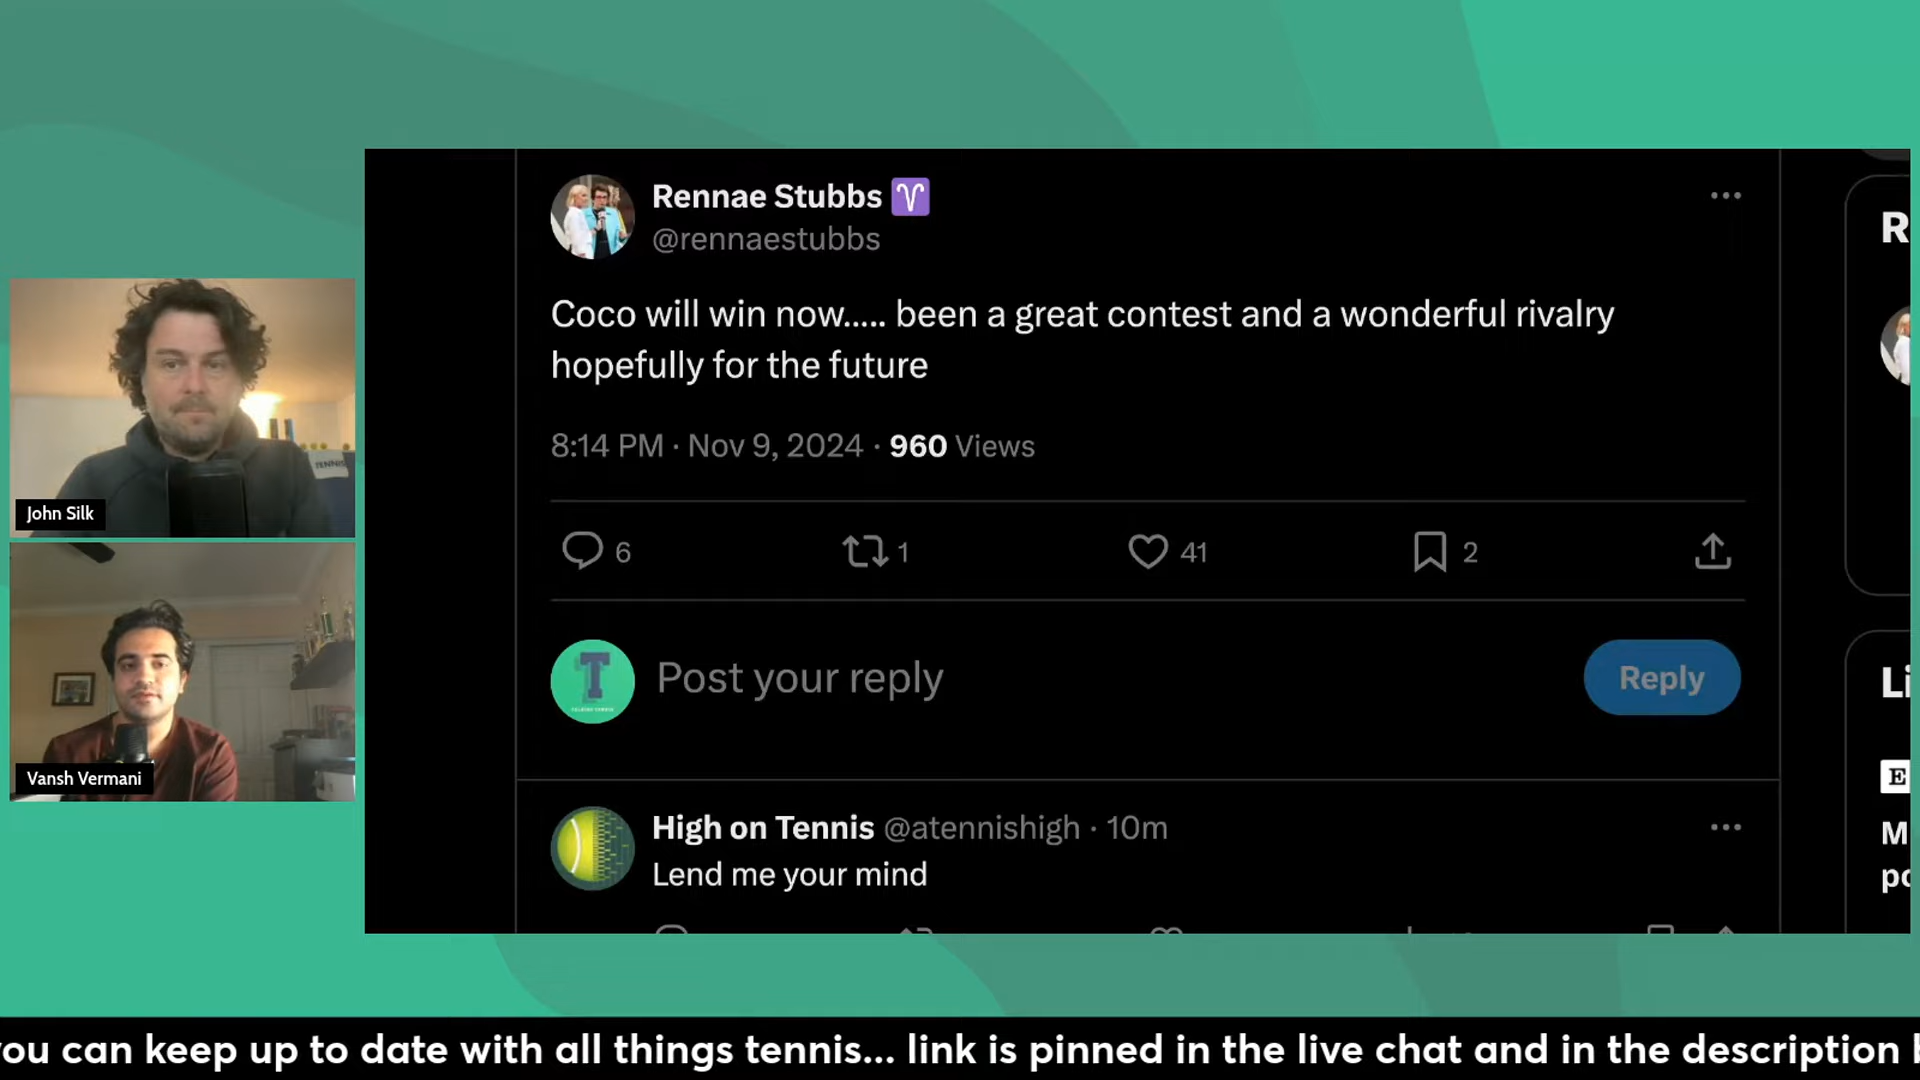 Rennae Stubbs ♈
@rennaestubbs
Coco will win now..... been a great contest and a wonderful rivalry
hopefully for the future
8:14 PM · Nov 9, 2024 · 960 Views
6 1 41 2
Post your reply
Reply
High on Tennis @atennishigh · 10m
Lend me your mind
R
Li
E
M
po
TENNIS
John Silk
Vansh Vermani
T
you can keep up to date with all things tennis... link is pinned in the live chat and in the description b